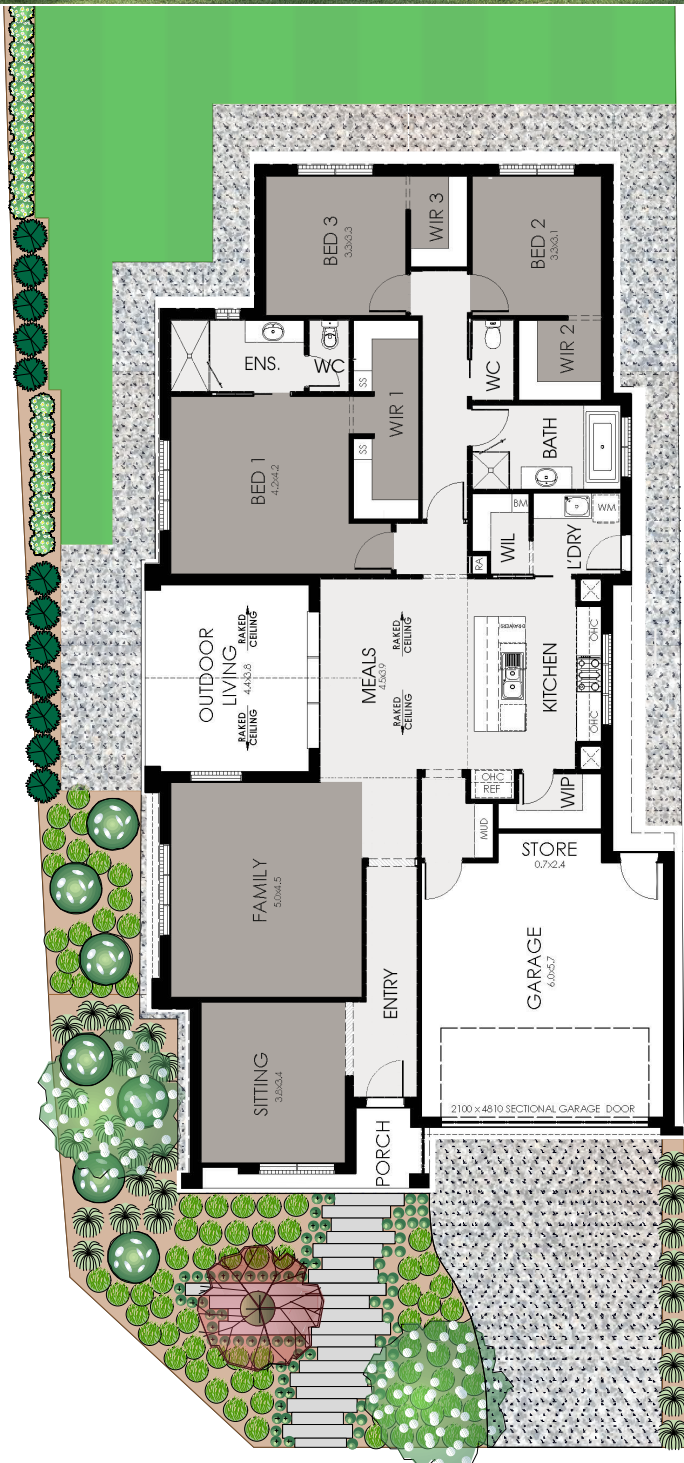 BED 3
3.3x3.3
WIR 3
BED 2
3.3x3.1
WIR 2
ENS.
WC
SS
WIR 1
SS
WC
BED 1
4.2x4.2
BATH
BM
WM
WIL
L'DRY
RA
OUTDOOR
LIVING
4.4x3.8
RAKED
CEILING
RAKED
CEILING
MEALS
4.5x3.9
RAKED
CEILING
RAKED
CEILING
DRAWERS
KITCHEN
OHC
OHC
OHC
REF
WIP
MUD
STORE
0.7x2.4
FAMILY
5.0x4.5
ENTRY
GARAGE
6.0x5.7
SITTING
3.8x3.4
2100 x 4810 SECTIONAL GARAGE DOOR
PORCH